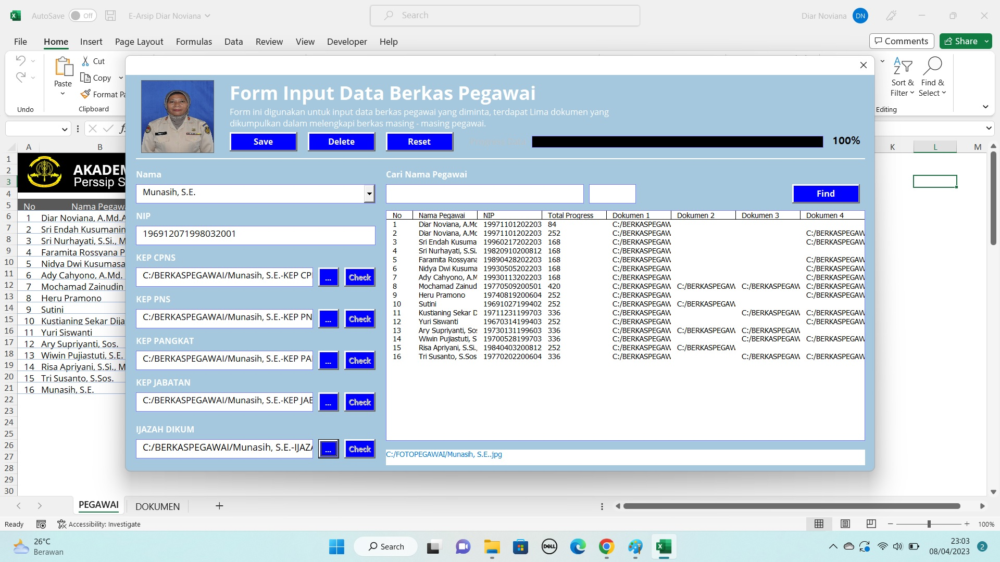 AutoSave Off E-Arsip Diar Noviana Search Diar Noviana DN
File Home Insert Page Layout Formulas Data Review View Developer Help Comments Share
Cut
Paste Copy
Format
Undo Clipboard
Sort & Filter Find & Select
Editing
Form Input Data Berkas Pegawai
Form ini digunakan untuk input data berkas pegawai yang diminta, terdapat Lima dokumen yang
dikumpulkan dalam melengkapi berkas masing - masing pegawai.
Save Delete Reset 100%
Nama
Munasih, S.E.
NIP
196912071998032001
KEP CPNS
C:/BERKASPEGAWAI/Munasih, S.E.-KEP CP
... Check
KEP PNS
C:/BERKASPEGAWAI/Munasih, S.E.-KEP PN
... Check
KEP PANGKAT
C:/BERKASPEGAWAI/Munasih, S.E.-KEP PA
... Check
KEP JABATAN
C:/BERKASPEGAWAI/Munasih, S.E.-KEP JAB
... Check
IJAZAH DIKUM
C:/BERKASPEGAWAI/Munasih, S.E.-IJAZA
... Check
Cari Nama Pegawai
Find
No Nama Pegawai NIP Total Progress Dokumen 1 Dokumen 2 Dokumen 3 Dokumen 4
1 Diar Noviana, A.Md 19971101202203 84 C:/BERKASPEGAW
2 Diar Noviana, A.Md 19971101202203 252 C:/BERKASPEGAW C:/BERKASPEGAW
3 Sri Endah Kusuma 19960217202203 168 C:/BERKASPEGAW C:/BERKASPEGAW
4 Sri Nurhayati, S.Si. 19820910200812 168 C:/BERKASPEGAW
5 Faramita Rossyana 19890428202203 168 C:/BERKASPEGAW C:/BERKASPEGAW
6 Nidya Dwi Kusuma 19930505202203 168 C:/BERKASPEGAW C:/BERKASPEGAW
7 Ady Cahyono, A.M 19930113202203 168 C:/BERKASPEGAW C:/BERKASPEGAW
8 Mochamad Zainud 19770509200501 420 C:/BERKASPEGAW C:/BERKASPEGAW C:/BERKASPEGAW C:/BERKASPEGAW
9 Heru Pramono 19740819200604 252 C:/BERKASPEGAW C:/BERKASPEGAW
10 Sutini 19691027199402 252 C:/BERKASPEGAW C:/BERKASPEGAW
11 Kustianing Sekar D 19711231199703 336 C:/BERKASPEGAW C:/BERKASPEGAW C:/BERKASPEGAW
12 Yuri Siswanti 19670314199403 252 C:/BERKASPEGAW C:/BERKASPEGAW
13 Ary Supriyanti, Sos 19730131199603 336 C:/BERKASPEGAW C:/BERKASPEGAW C:/BERKASPEGAW
14 Wiwin Pujiastuti, S 19700528199703 336 C:/BERKASPEGAW C:/BERKASPEGAW C:/BERKASPEGAW
15 Risa Apriyani, S.Si., 19840403200812 252 C:/BERKASPEGAW C:/BERKASPEGAW
16 Tri Susanto, S.Sos 19770202200604 336 C:/BERKASPEGAW C:/BERKASPEGAW C:/BERKASPEGAW
C:/FOTOPEGAWAI/Munasih, S.E..jpg
A B K L M
1
2 AKADEM
3 Perssip S
4
5 No Nama Pegaw
6 1 Diar Noviana, A.Md.A
7 2 Sri Endah Kusumanin
8 3 Sri Nurhayati, S.Si., M
9 4 Faramita Rossyana P
10 5 Nidya Dwi Kusumasa
11 6 Ady Cahyono, A.Md.
12 7 Mochamad Zainudin
13 8 Heru Pramono
14 9 Sutini
15 10 Kustianing Sekar Dija
16 11 Yuri Siswanti
17 12 Ary Supriyanti, Sos.
18 13 Wiwin Pujiastuti, S.E.
19 14 Risa Apriyani, S.Si., M
20 15 Tri Susanto, S.Sos.
21 16 Munasih, S.E.
22
23
24
25
26
27
28
29
30
PEGAWAI DOKUMEN
Ready Accessibility: Investigate 100%
26°C
Berawan
Search
DELL
23:03
08/04/2023
2